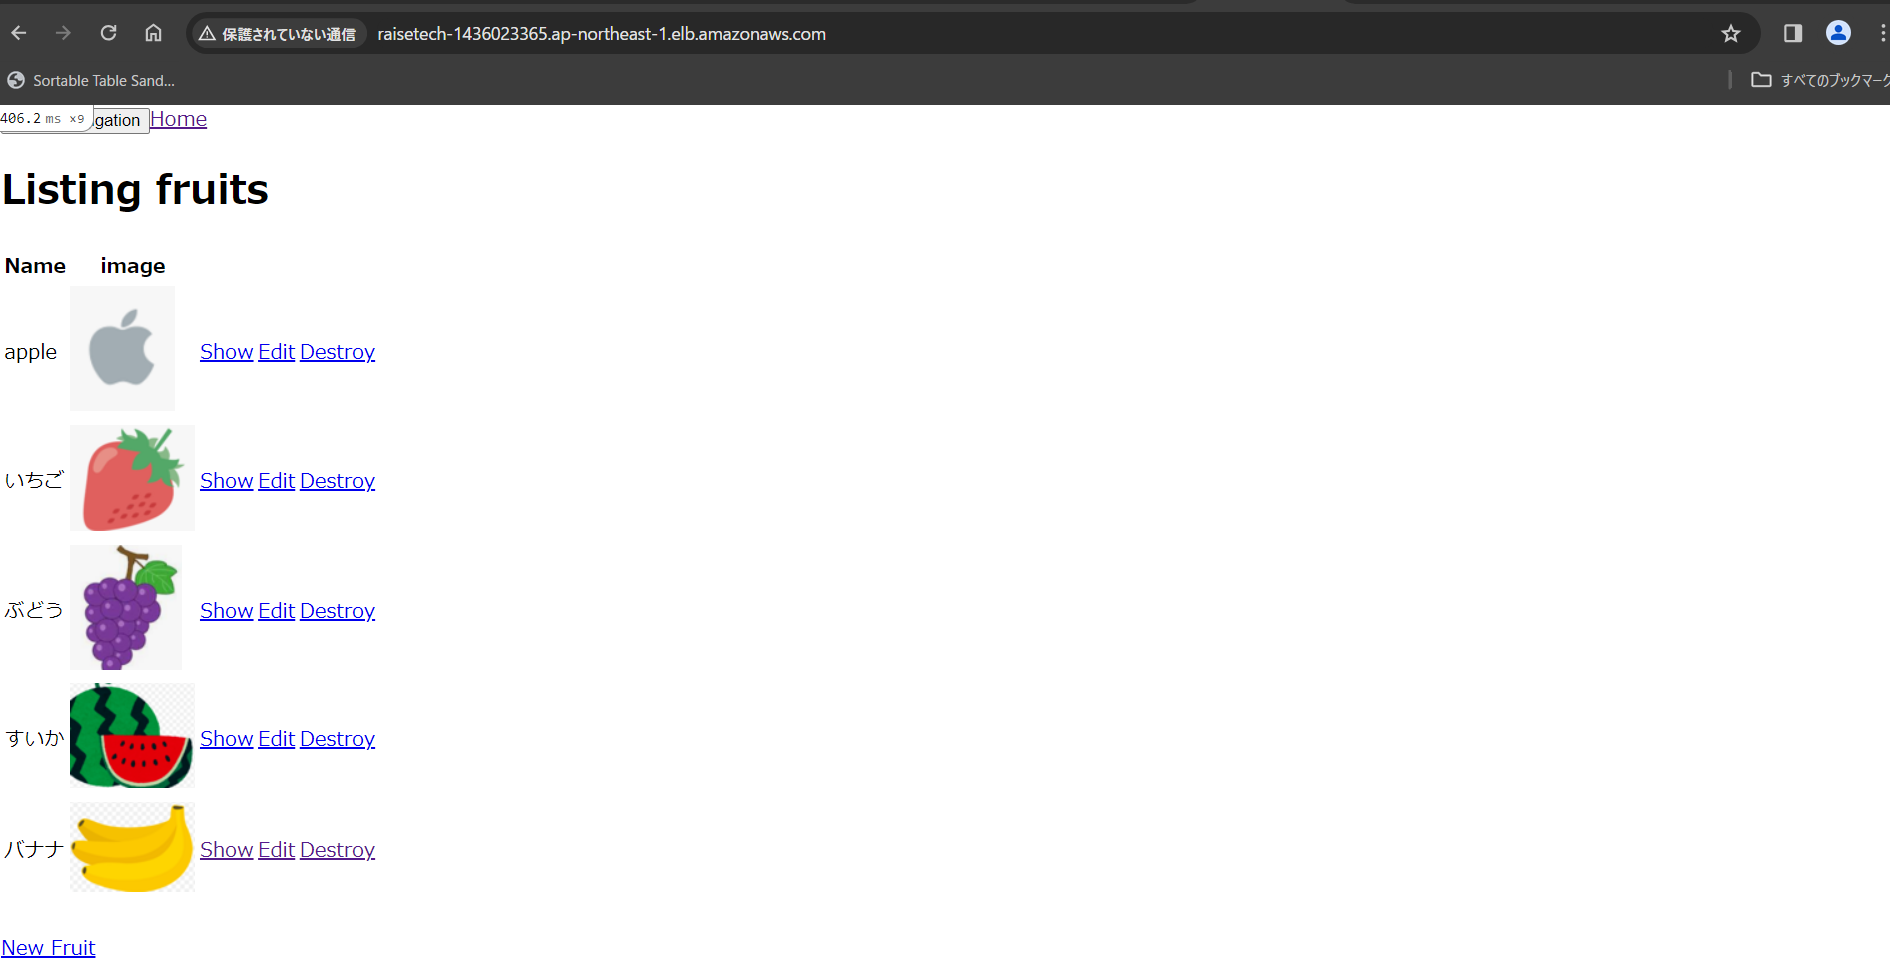 保護されていない通信 raisetech-1436023365.ap-northeast-1.elb.amazonaws.com
Sortable Table Sand... すべてのブックマーク
406.2 ms ×9 igation Home
Listing fruits
Name image
apple Show Edit Destroy
いちご Show Edit Destroy
ぶどう Show Edit Destroy
すいか Show Edit Destroy
バナナ Show Edit Destroy
New Fruit